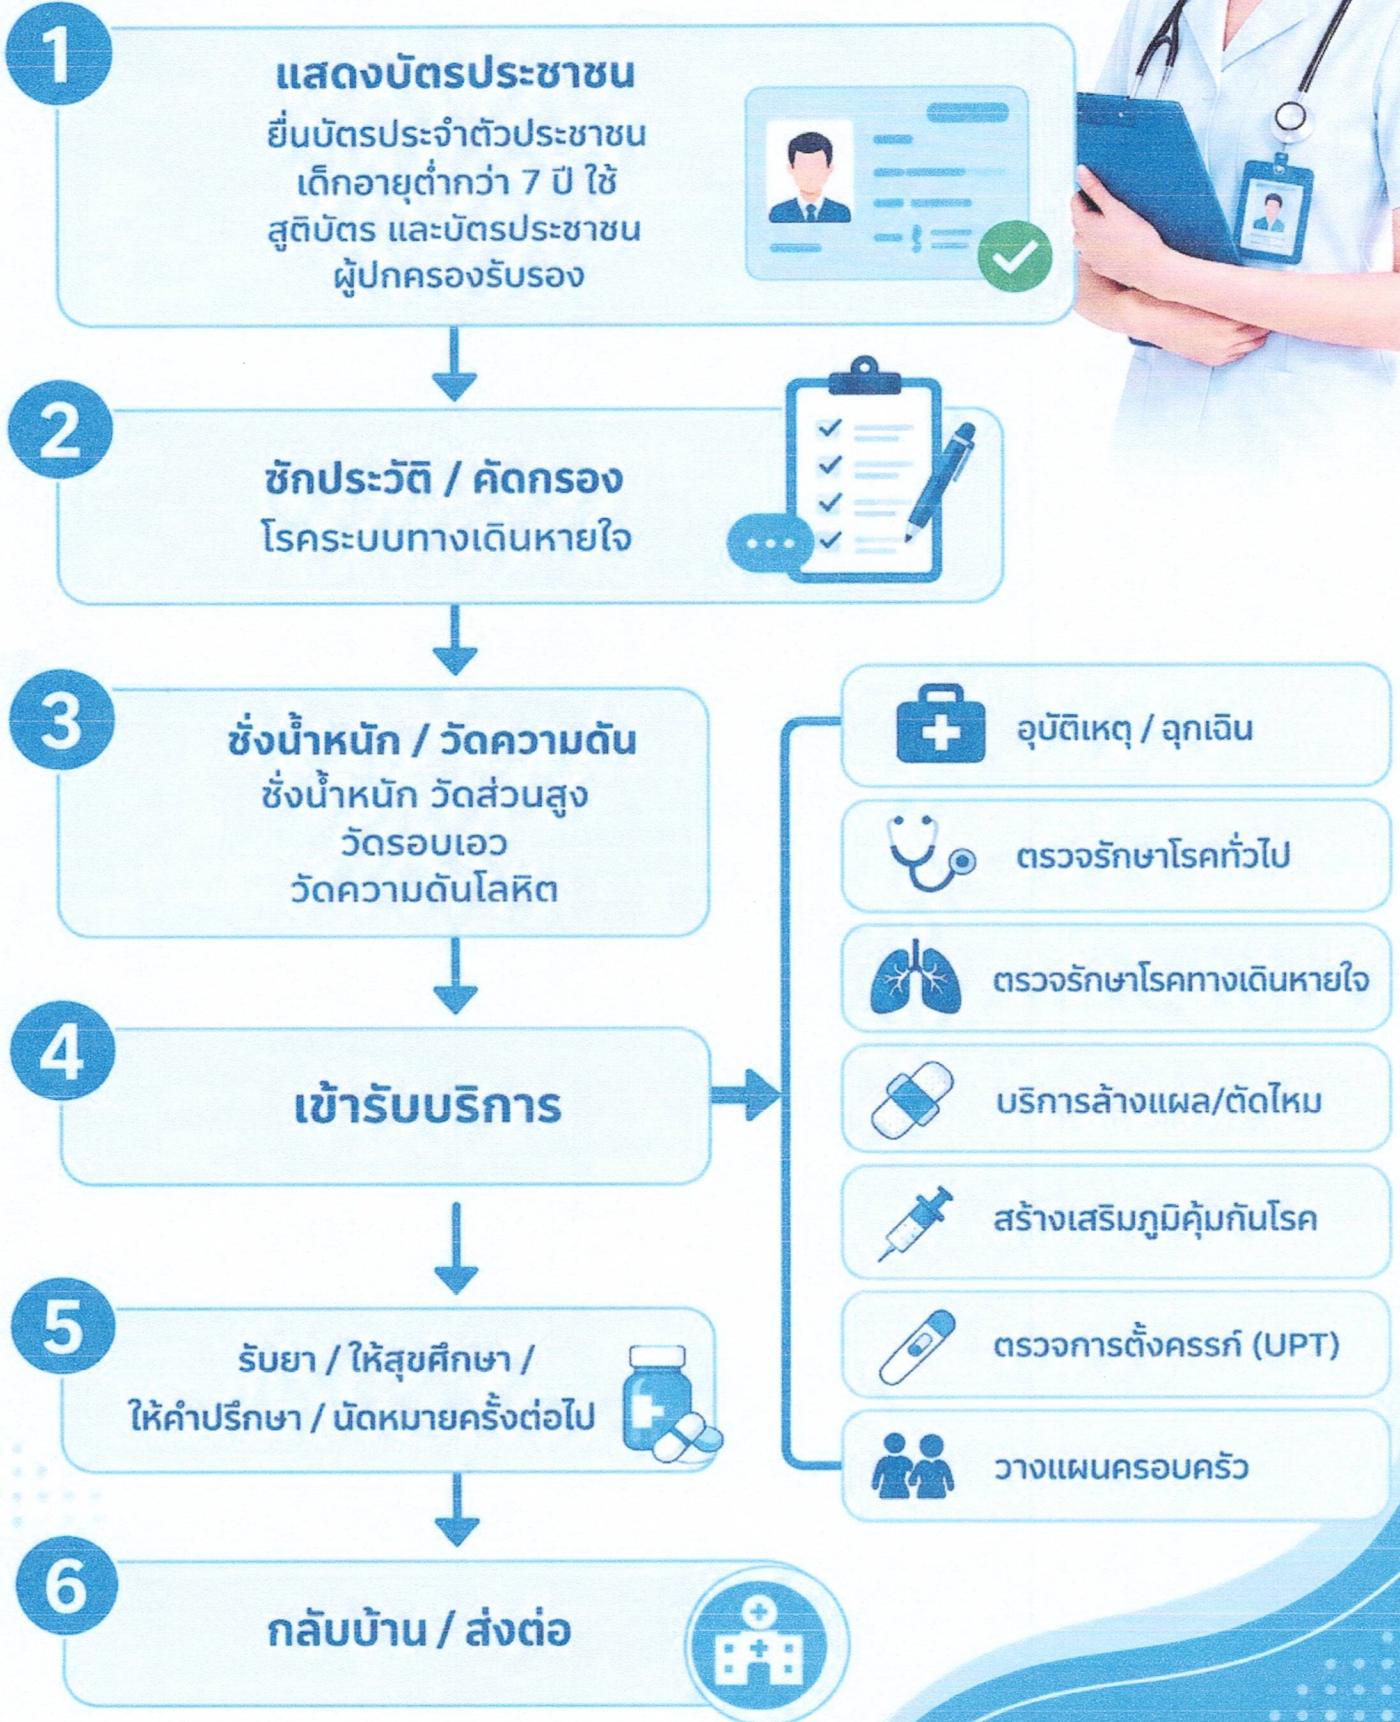 1
แสดงบัตรประชาชน
ยื่นบัตรประจำตัวประชาชน
เด็กอายุต่ำกว่า 7 ปี ใช้
สูติบัตร และบัตรประชาชน
ผู้ปกครองรับรอง
2
ซักประวัติ / คัดกรอง
โรคระบบทางเดินหายใจ
3
ชั่งน้ำหนัก / วัดความดัน
ชั่งน้ำหนัก วัดส่วนสูง
วัดรอบเอว
วัดความดันโลหิต
4
เข้ารับบริการ
อุบัติเหตุ / ฉุกเฉิน
ตรวจรักษาโรคทั่วไป
ตรวจรักษาโรคทางเดินหายใจ
บริการล้างแผล/ตัดไหม
สร้างเสริมภูมิคุ้มกันโรค
ตรวจการตั้งครรภ์ (UPT)
วางแผนครอบครัว
5
รับยา / ให้สุขศึกษา /
ให้คำปรึกษา / นัดหมายครั้งต่อไป
6
กลับบ้าน / ส่งต่อ